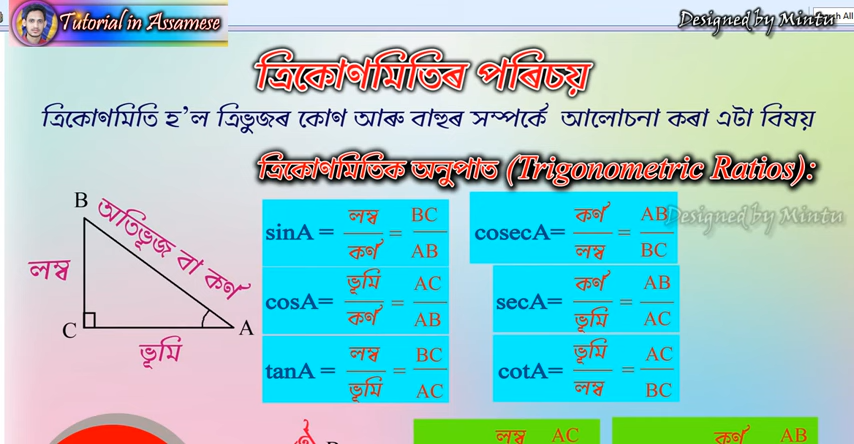 Tutorial in Assamese
Designed by Mintu
ত্ৰিকোণমিতিৰ পৰিচয়
ত্ৰিকোণমিতি হ'ল ত্ৰিভুজৰ কোণ আৰু বাহুৰ সম্পৰ্কে আলোচনা কৰা এটা বিষয়
ত্ৰিকোণমিতিক অনুপাত (Trigonometric Ratios):
B
অতিভূজ বা কৰ্ণ
লম্ব
C
A
ভূমি
sinA = লম্ব/কৰ্ণ = BC/AB
cosecA= কৰ্ণ/লম্ব = AB/BC
Designed by Mintu
cosA= ভূমি/কৰ্ণ = AC/AB
secA= কৰ্ণ/ভূমি = AB/AC
tanA = লম্ব/ভূমি = BC/AC
cotA= ভূমি/লম্ব = AC/BC
লম্ব AC
কৰ্ণ AB